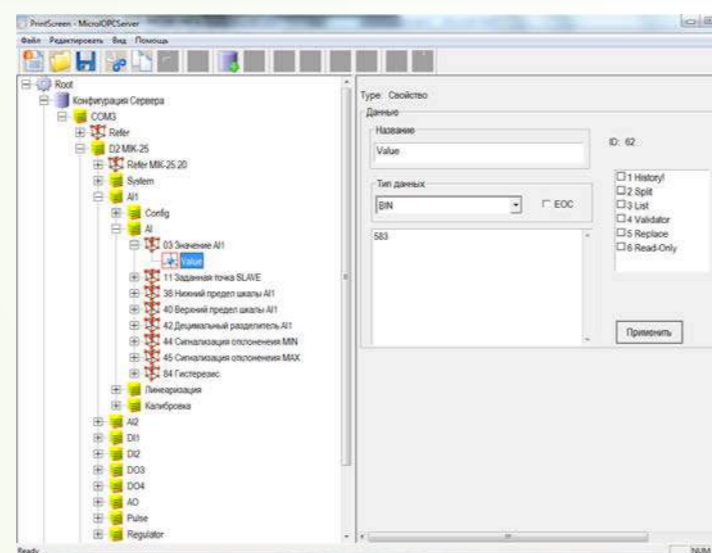 PrintScreen - MicrolOPCServer
Файл Редактировать Вид Помощь
Root
Конфигурация Сервера
COM3
Refer
D2 МІК-25
Refer МІК-25.20
System
AI1
Config
AI
03 Значение AI1
Value
11 Заданная точка SLAVE
38 Нижний предел шкалы AI1
40 Верхний предел шкалы AI1
42 Децимальный разделитель AI1
44 Сигнализация отклонения MIN
45 Сигнализация отклонения MAX
84 Гистерезис.
Линеаризация
Калибровка
AI2
DI1
DI2
DO3
DO4
AO
Pulse
Regulator
Type: Свойство
Данные
Название
Value
ID: 62
Тип данных
BIN
EOC
583
1 History!
2 Split
3 List
4 Validator
5 Replace
6 Read-Only
Применить
Ready
NUM